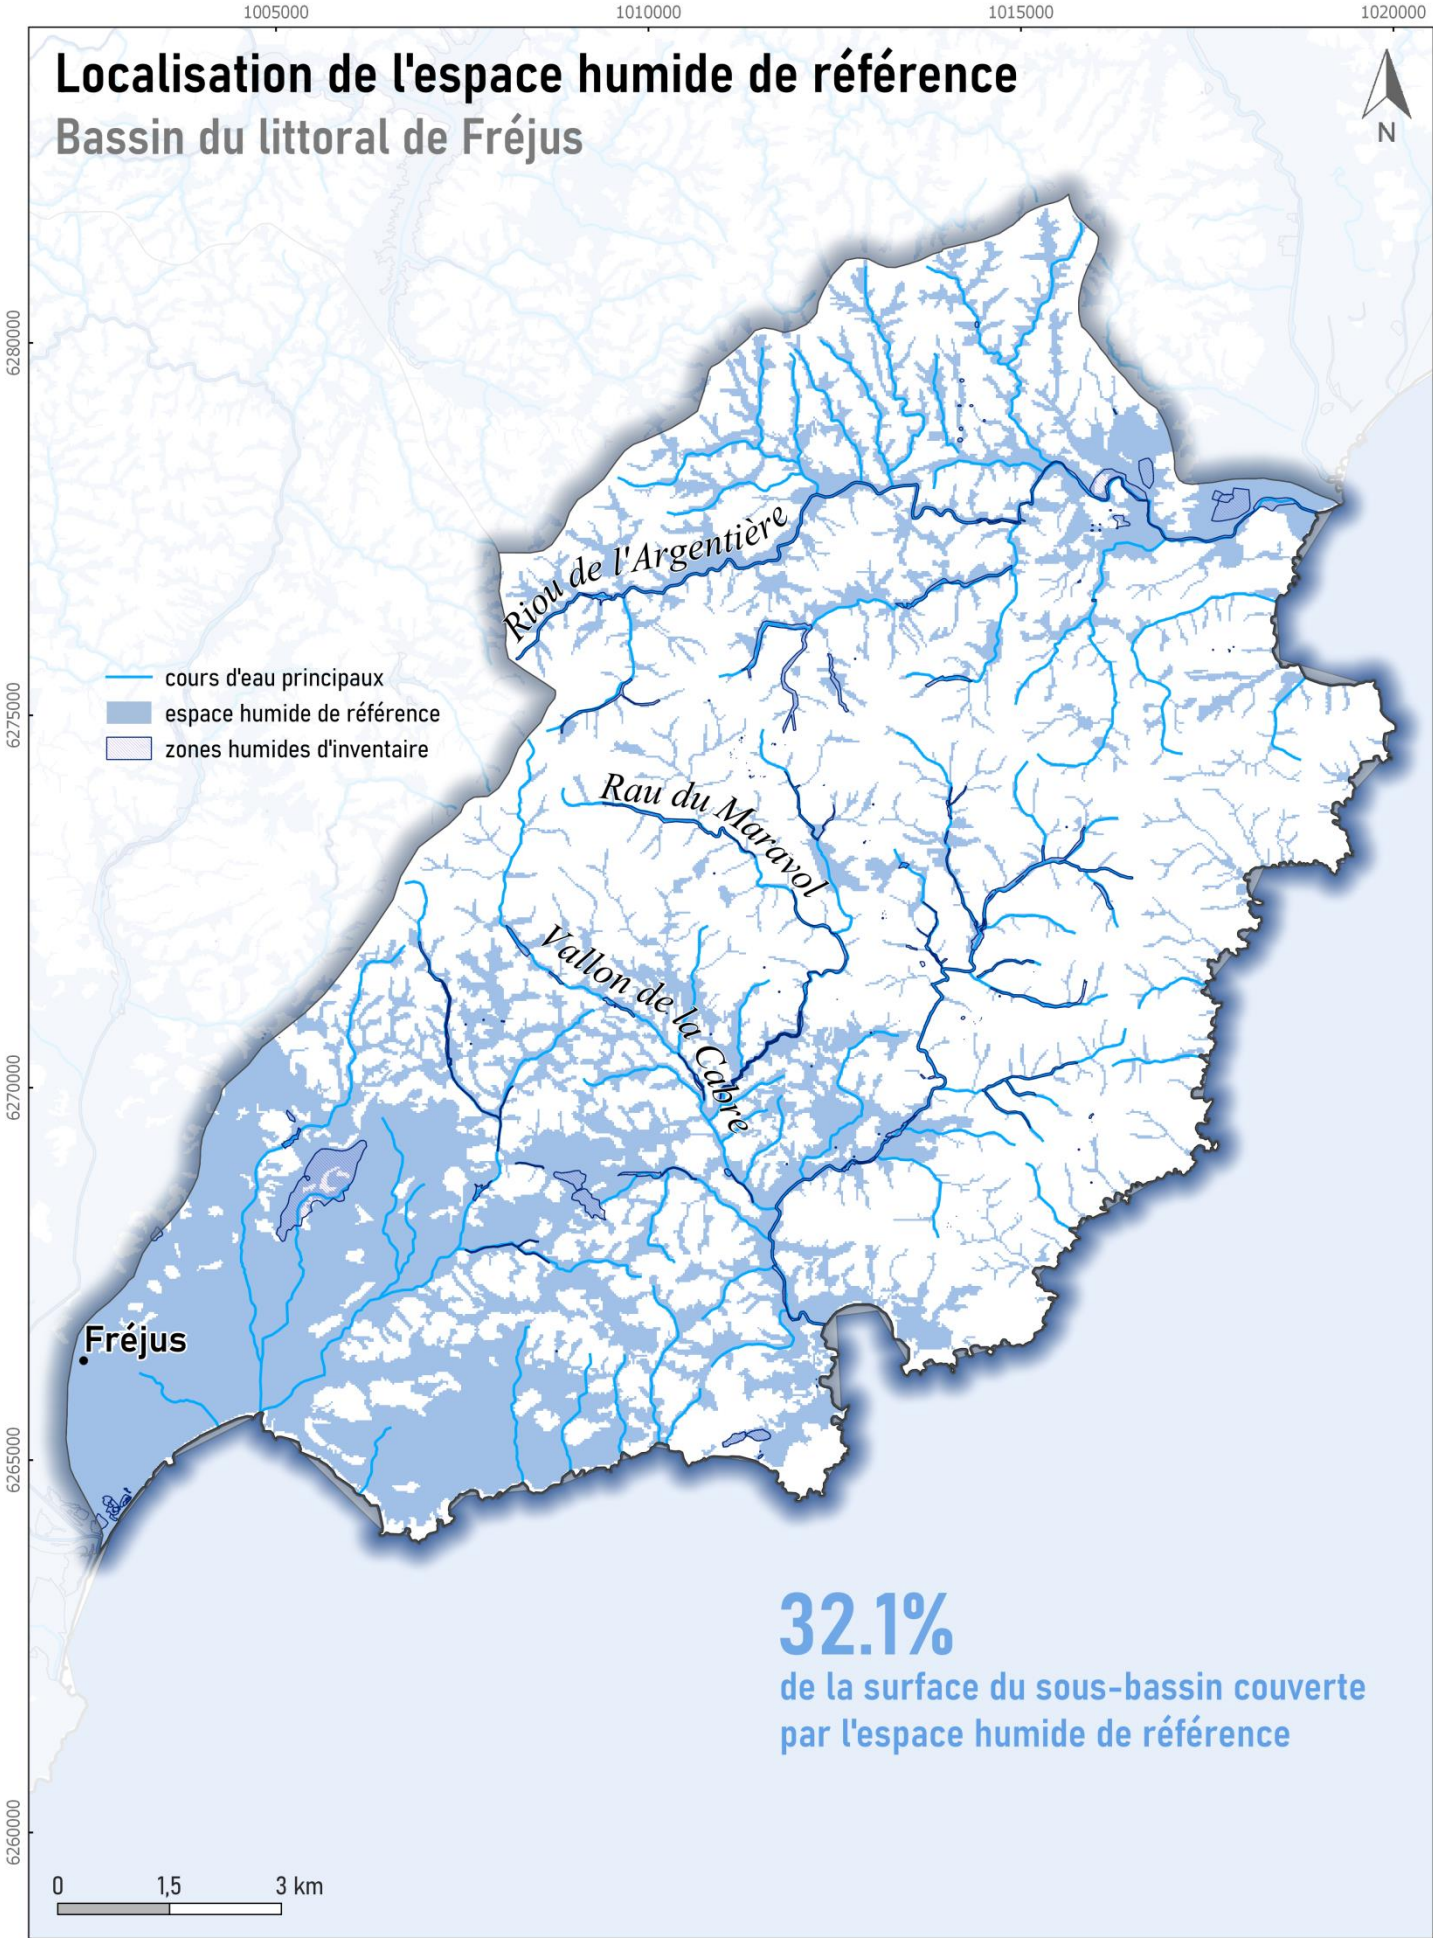 1005000 1010000 1015000 1020000
Localisation de l'espace humide de référence
Bassin du littoral de Fréjus
N
6280000
Riou de l'Argentière
cours d'eau principaux
espace humide de référence
zones humides d'inventaire
6275000
Rau du Maravol
Vallon de la Cabre
6270000
Fréjus
6265000
32.1%
de la surface du sous-bassin couverte
par l'espace humide de référence
6260000
0 1,5 3 km